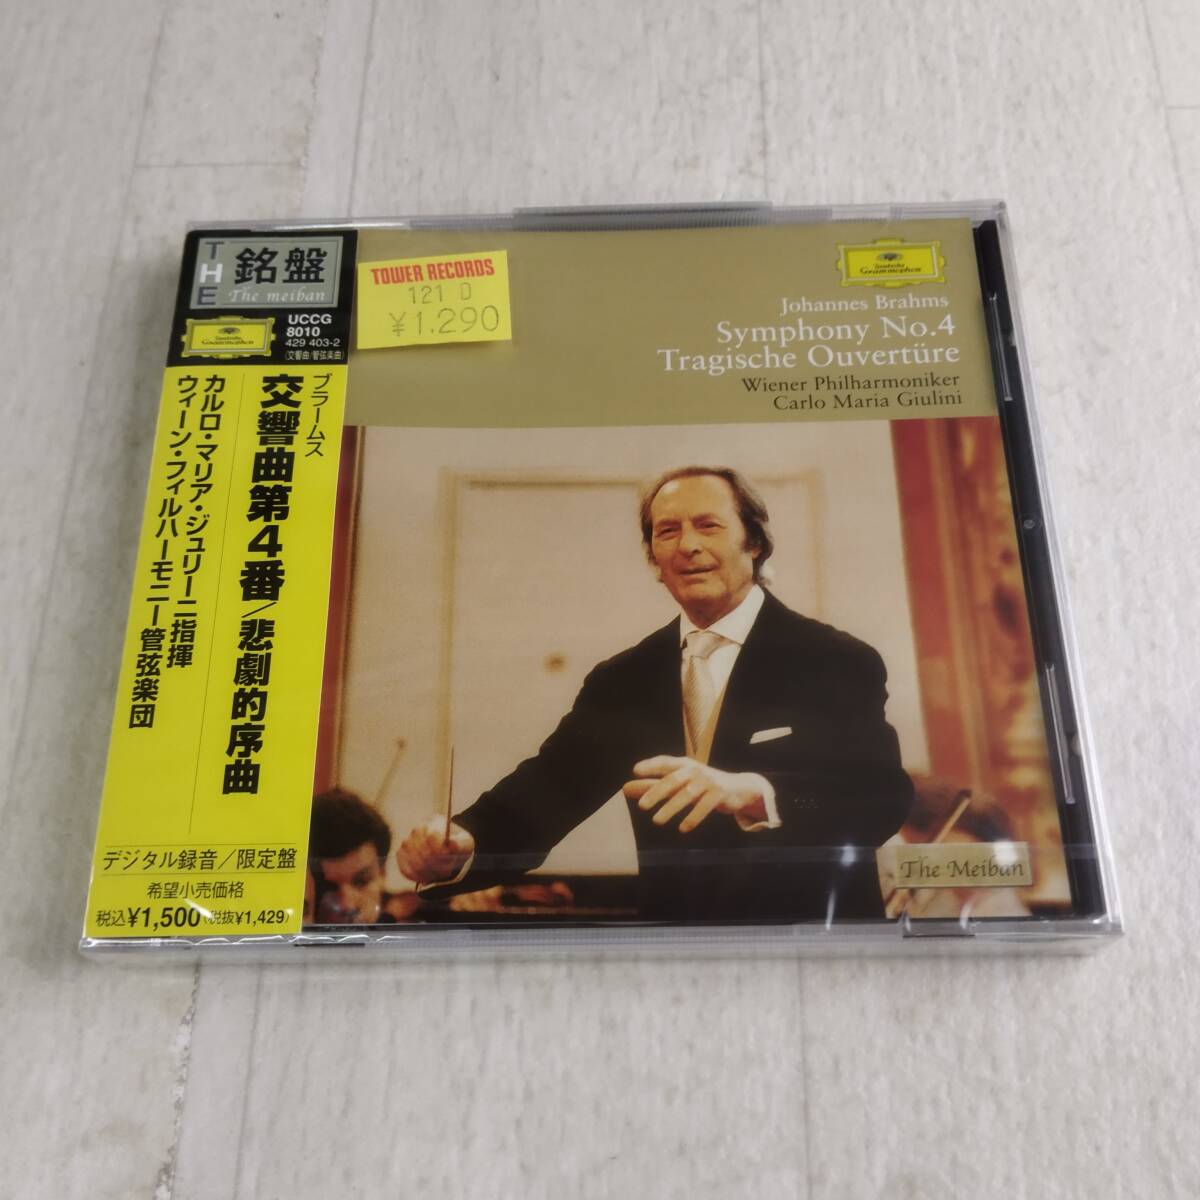 THE
銘盤
The meiban
Deutsche
Grammophon
UCCG
8010
429 403-2
(交響曲/管弦楽曲)
ブラームス
交響曲第4番/悲劇的序曲
カルロ・マリア・ジュリーニ指揮
ウィーン・フィルハーモニー管弦楽団
デジタル録音/限定盤
希望小売価格
税込¥1,500(税抜¥1,429)
TOWER RECORDS
121 D
¥1.290
Deutsche
Grammophon
Johannes Brahms
Symphony No.4
Tragische Ouvertüre
Wiener Philharmoniker
Carlo Maria Giulini
The Meiban